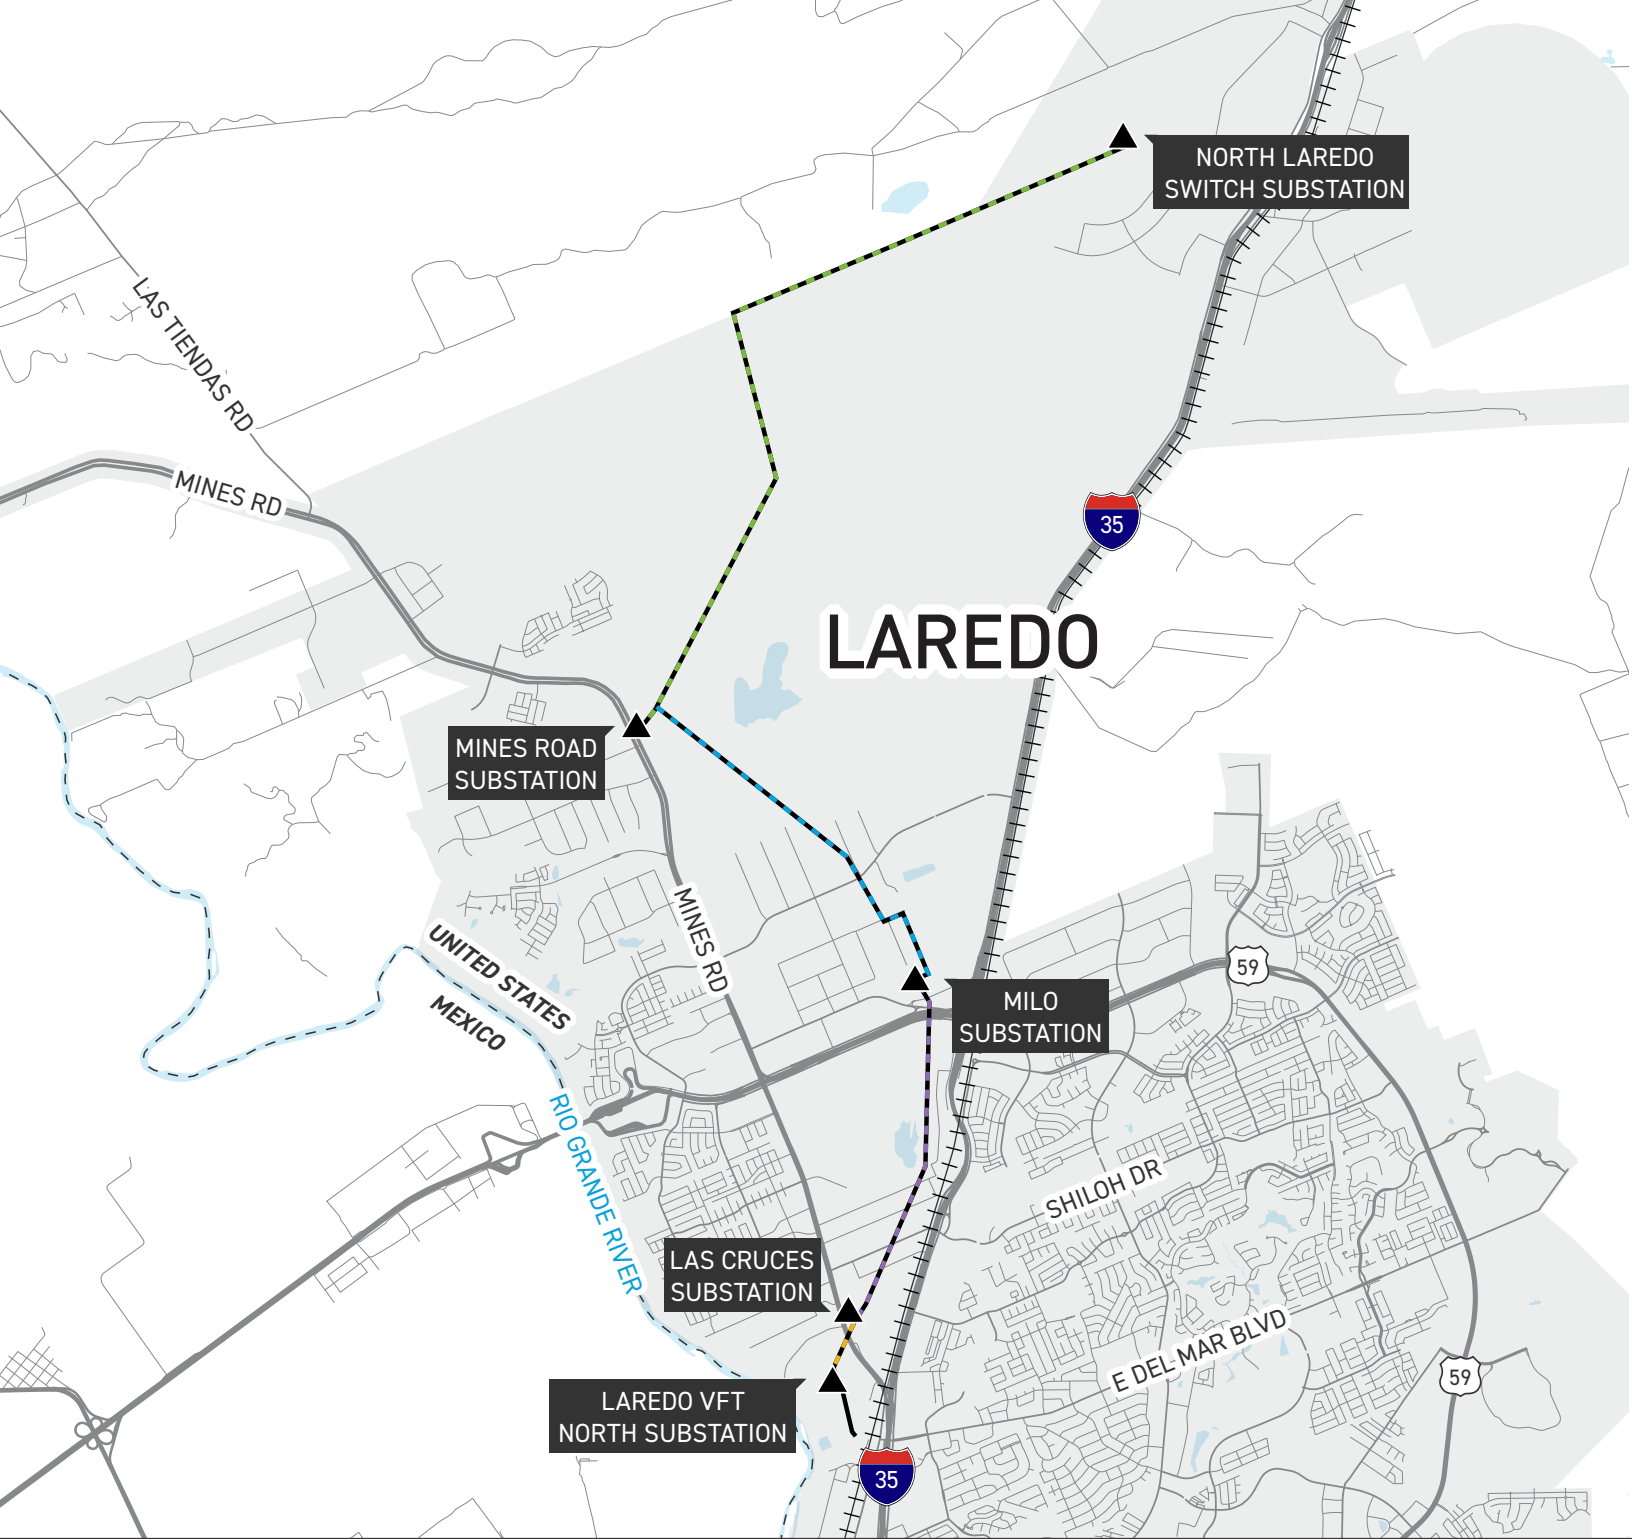 NORTH LAREDO
SWITCH SUBSTATION
LAS TIENDAS RD
MINES RD
35
LAREDO
MINES ROAD
SUBSTATION
MINES RD
UNITED STATES
MEXICO
59
MILO
SUBSTATION
RIO GRANDE RIVER
SHILOH DR
LAS CRUCES
SUBSTATION
E DEL MAR BLVD
59
LAREDO VFT
NORTH SUBSTATION
35